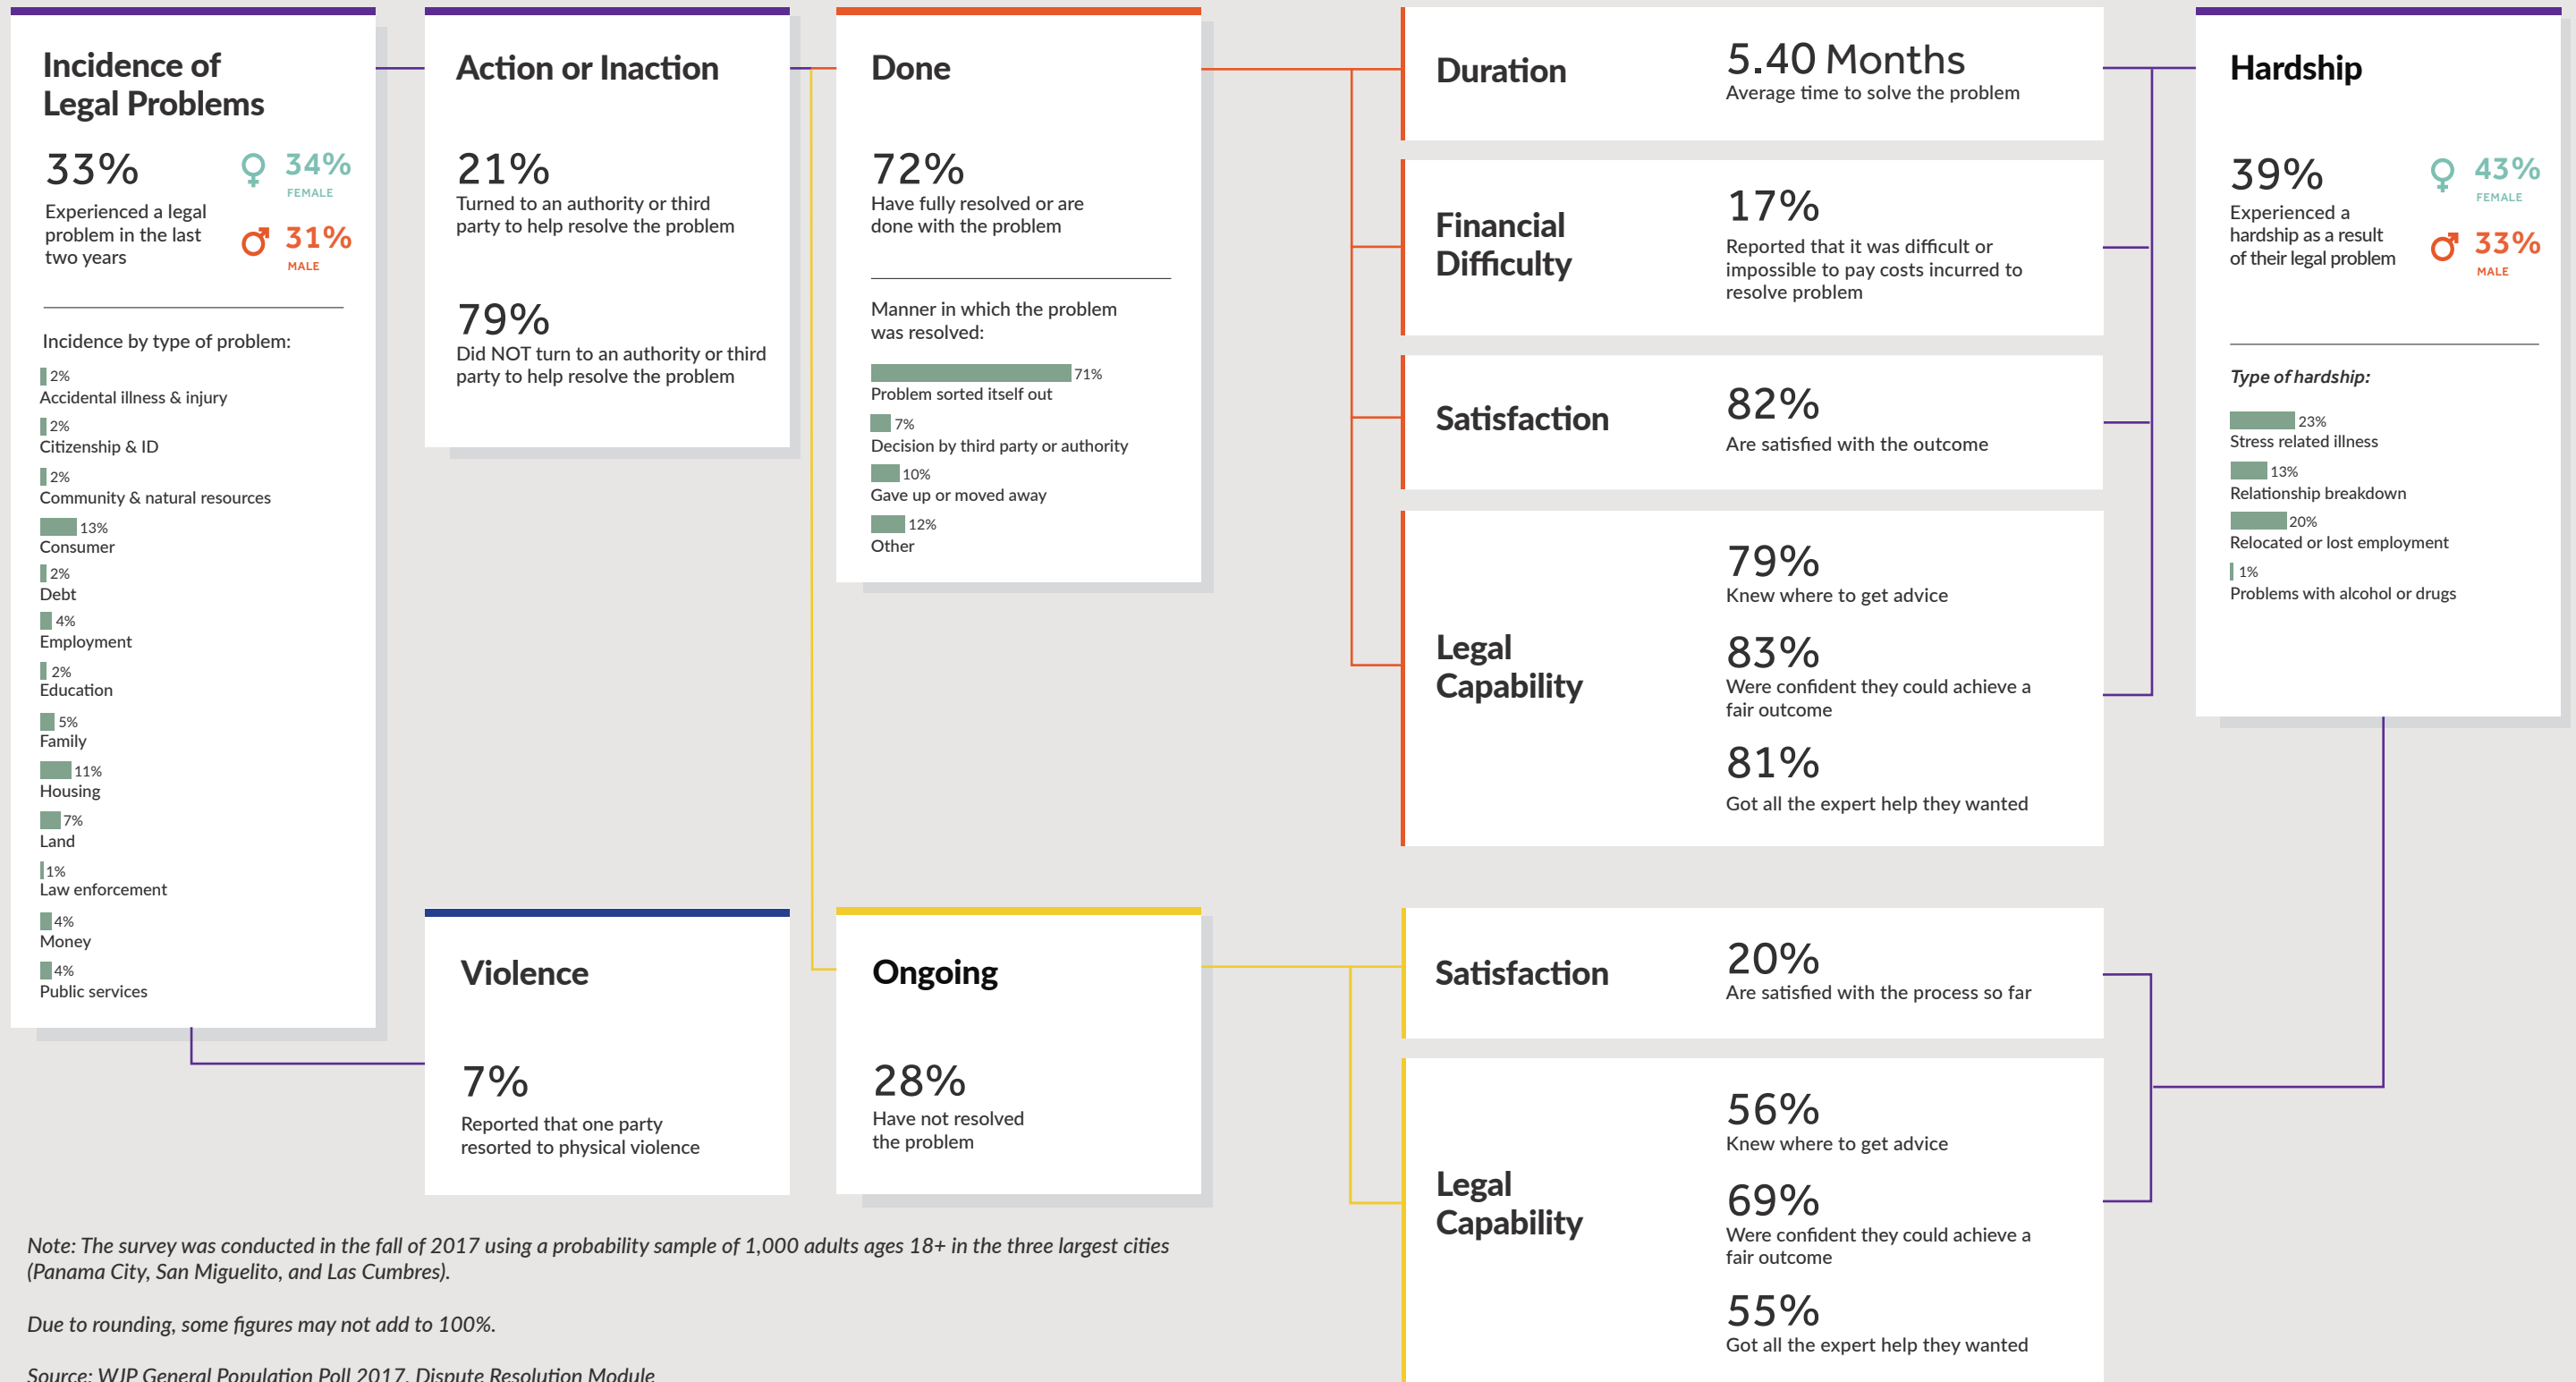 Incidence of
Legal Problems
33%
Experienced a legal
problem in the last
two years
34%
FEMALE
31%
MALE
Incidence by type of problem:
2%
Accidental illness & injury
2%
Citizenship & ID
2%
Community & natural resources
13%
Consumer
2%
Debt
4%
Employment
2%
Education
5%
Family
11%
Housing
7%
Land
1%
Law enforcement
4%
Money
4%
Public services
Action or Inaction
21%
Turned to an authority or third
party to help resolve the problem
79%
Did NOT turn to an authority or third
party to help resolve the problem
Violence
7%
Reported that one party
resorted to physical violence
Done
72%
Have fully resolved or are
done with the problem
Manner in which the problem
was resolved:
71%
Problem sorted itself out
7%
Decision by third party or authority
10%
Gave up or moved away
12%
Other
Ongoing
28%
Have not resolved
the problem
Duration
5.40 Months
Average time to solve the problem
Financial
Difficulty
17%
Reported that it was difficult or
impossible to pay costs incurred to
resolve problem
Satisfaction
82%
Are satisfied with the outcome
Legal
Capability
79%
Knew where to get advice
83%
Were confident they could achieve a
fair outcome
81%
Got all the expert help they wanted
Satisfaction
20%
Are satisfied with the process so far
Legal
Capability
56%
Knew where to get advice
69%
Were confident they could achieve a
fair outcome
55%
Got all the expert help they wanted
Hardship
39%
Experienced a
hardship as a result
of their legal problem
43%
FEMALE
33%
MALE
Type of hardship:
23%
Stress related illness
13%
Relationship breakdown
20%
Relocated or lost employment
1%
Problems with alcohol or drugs
Note: The survey was conducted in the fall of 2017 using a probability sample of 1,000 adults ages 18+ in the three largest cities
(Panama City, San Miguelito, and Las Cumbres).
Due to rounding, some figures may not add to 100%.
Source: WJP General Population Poll 2017, Dispute Resolution Module